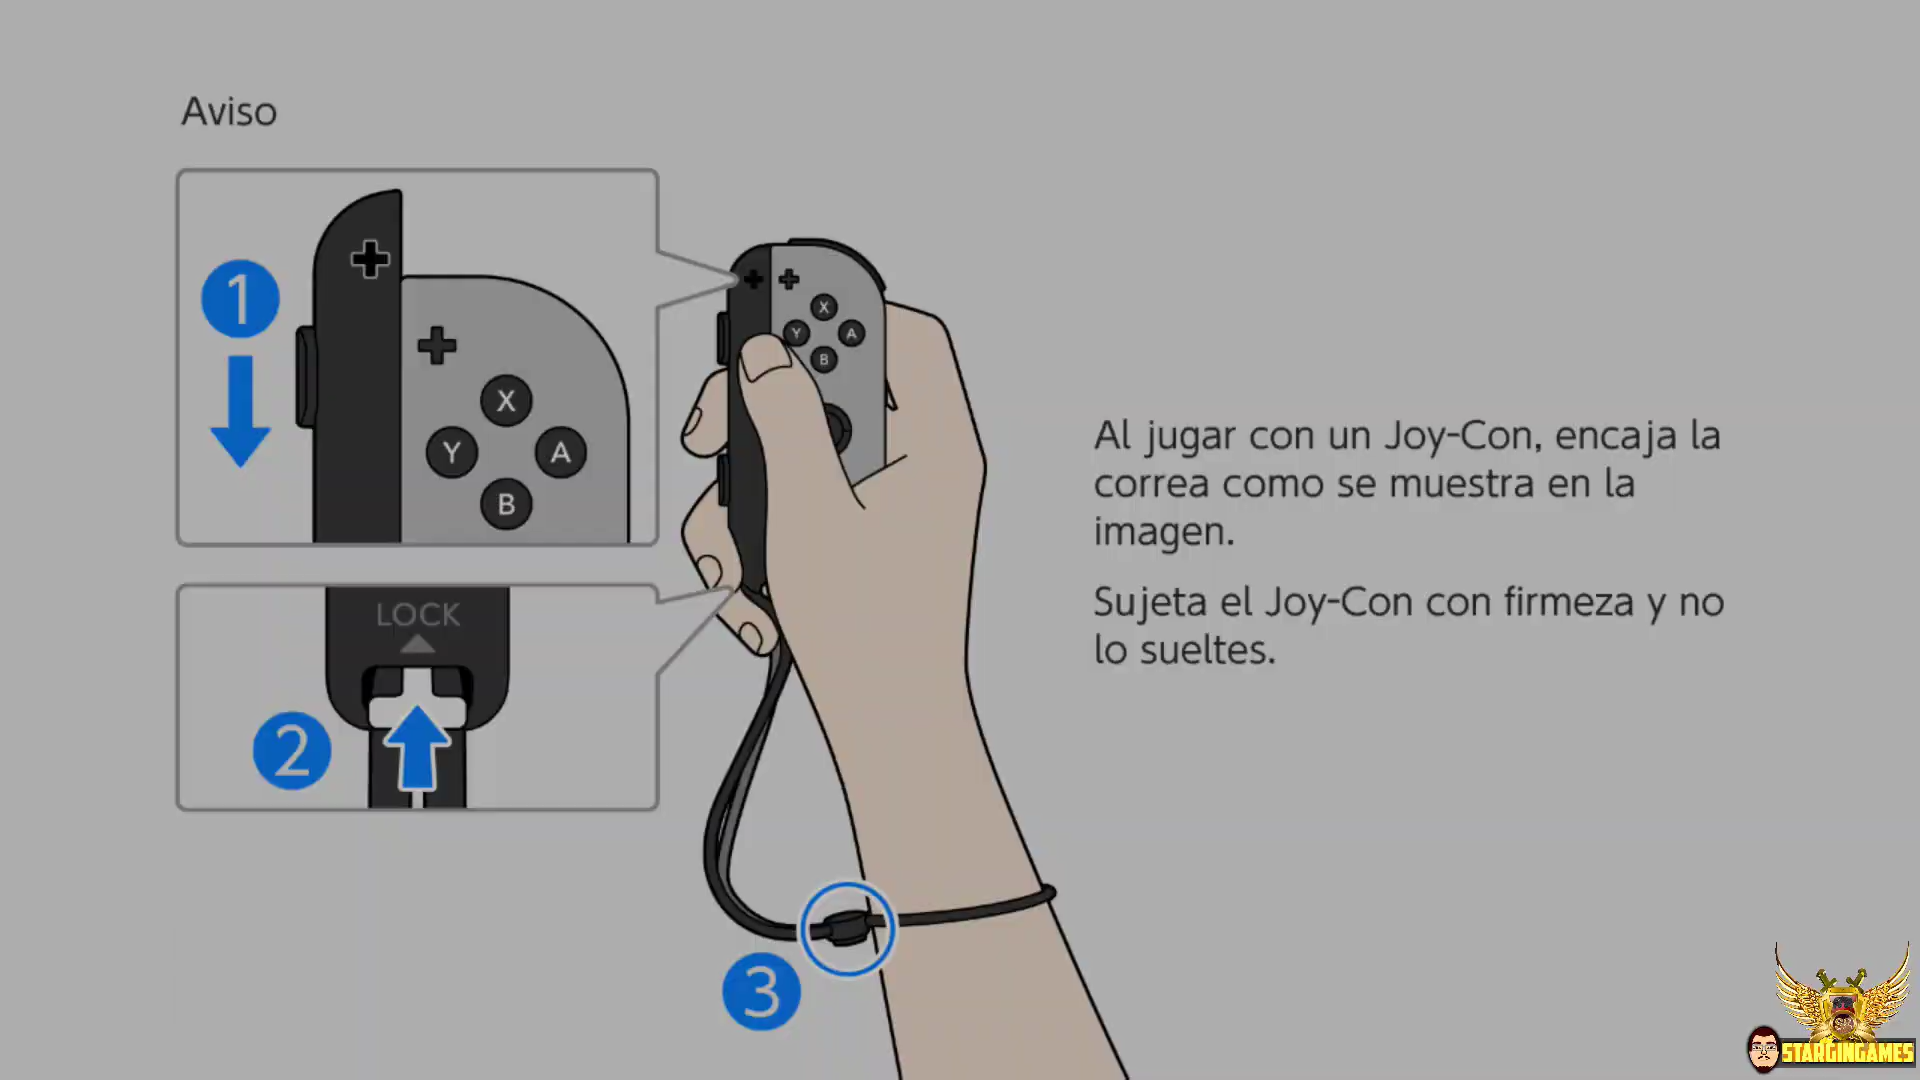 Aviso
1
X
Y
A
B
X
Y
A
B
Al jugar con un Joy-Con, encaja la
correa como se muestra en la
imagen.
Sujeta el Joy-Con con firmeza y no
lo sueltes.
LOCK
2
3
STARGINGAMES